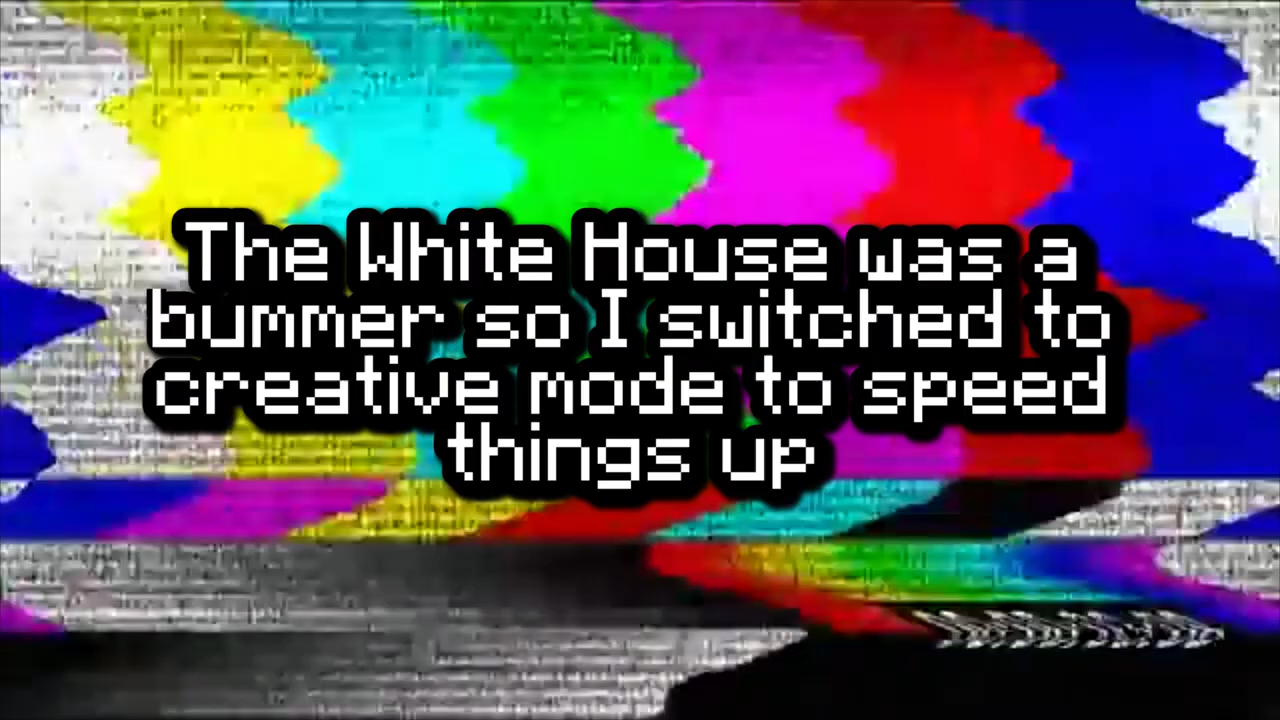 The White House was a
bummer so I switched to
creative mode to speed
things up